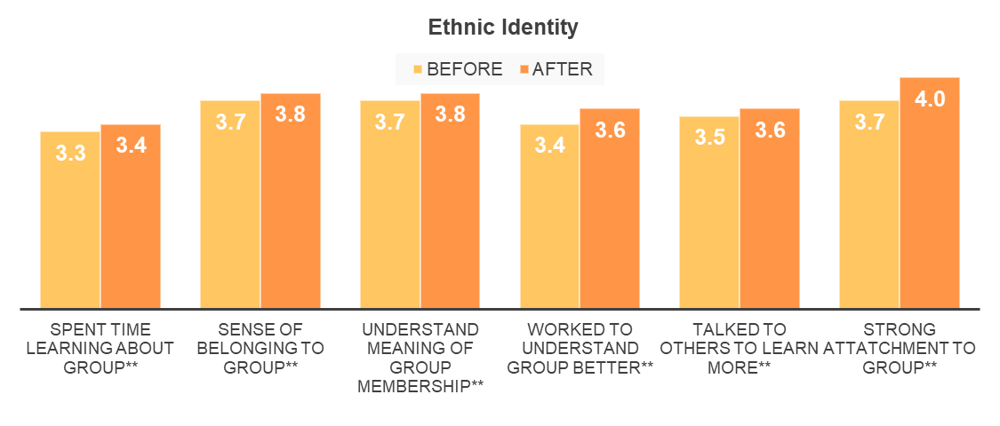 Ethnic Identity
BEFORE AFTER
3.3 3.4 3.7 3.8 3.7 3.8 3.4 3.6 3.5 3.6 3.7 4.0
SPENT TIME
LEARNING ABOUT
GROUP**
SENSE OF
BELONGING TO
GROUP**
UNDERSTAND
MEANING OF
GROUP
MEMBERSHIP**
WORKED TO
UNDERSTAND
GROUP BETTER**
TALKED TO
OTHERS TO LEARN
MORE**
STRONG
ATTATCHMENT TO
GROUP**